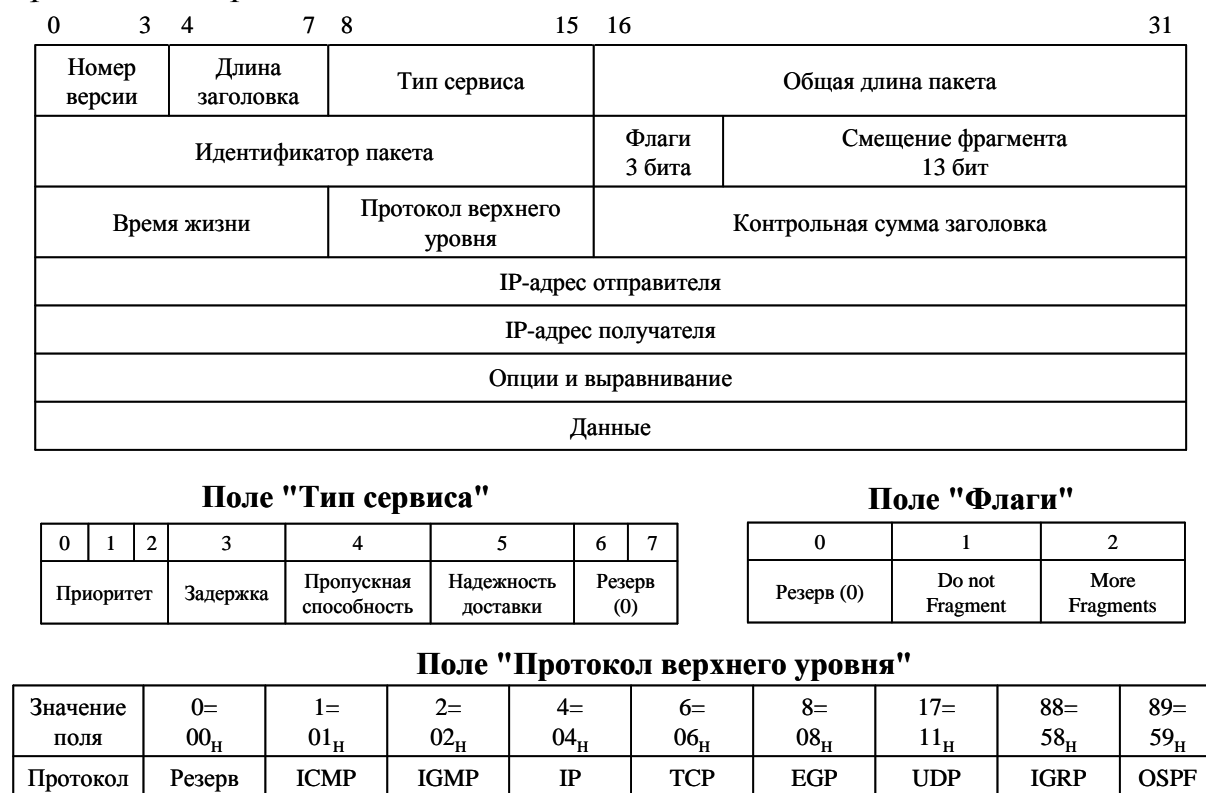 0 3 4 7 8 15 16 31
Номер версии Длина заголовка Тип сервиса Общая длина пакета
Идентификатор пакета Флаги 3 бита Смещение фрагмента 13 бит
Время жизни Протокол верхнего уровня Контрольная сумма заголовка
IP-адрес отправителя
IP-адрес получателя
Опции и выравнивание
Данные
Поле "Тип сервиса"
0 1 2 3 4 5 6 7
Приоритет Задержка Пропускная способность Надежность доставки Резерв (0)
Поле "Флаги"
0 1 2
Резерв (0) Do not Fragment More Fragments
Поле "Протокол верхнего уровня"
Значение поля 0= 00H 1= 01H 2= 02H 4= 04H 6= 06H 8= 08H 17= 11H 88= 58H 89= 59H
Протокол Резерв ICMP IGMP IP TCP EGP UDP IGRP OSPF